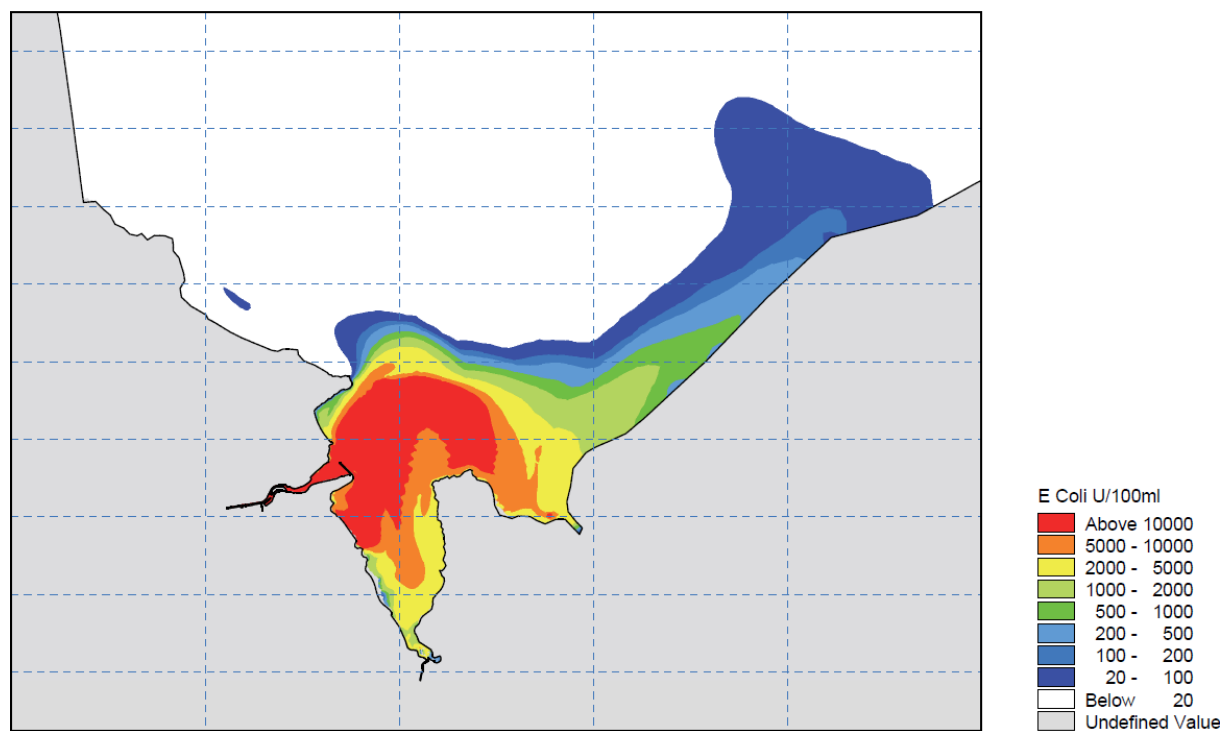 E Coli U/100ml
Above 10000
5000 - 10000
2000 - 5000
1000 - 2000
500 - 1000
200 - 500
100 - 200
20 - 100
Below 20
Undefined Value